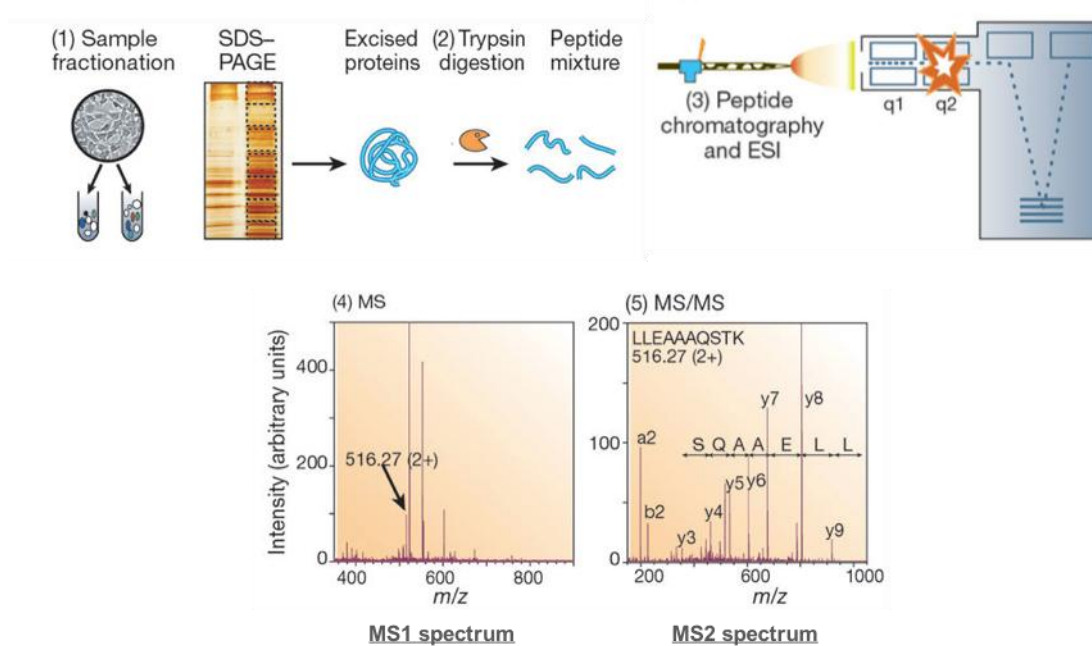 (1) Sample
fractionation
SDS–
PAGE
Excised
proteins
(2) Trypsin
digestion
Peptide
mixture
(3) Peptide
chromatography
and ESI
q1
q2
(4) MS
Intensity (arbitrary units)
400
200
0
516.27 (2+)
400
600
800
m/z
MS1 spectrum
(5) MS/MS
200
100
0
LLEAAAQSTK
516.27 (2+)
a2
b2
y3
y4
y5
y6
y7
y8
y9
S Q A A E L L
200
600
1000
m/z
MS2 spectrum